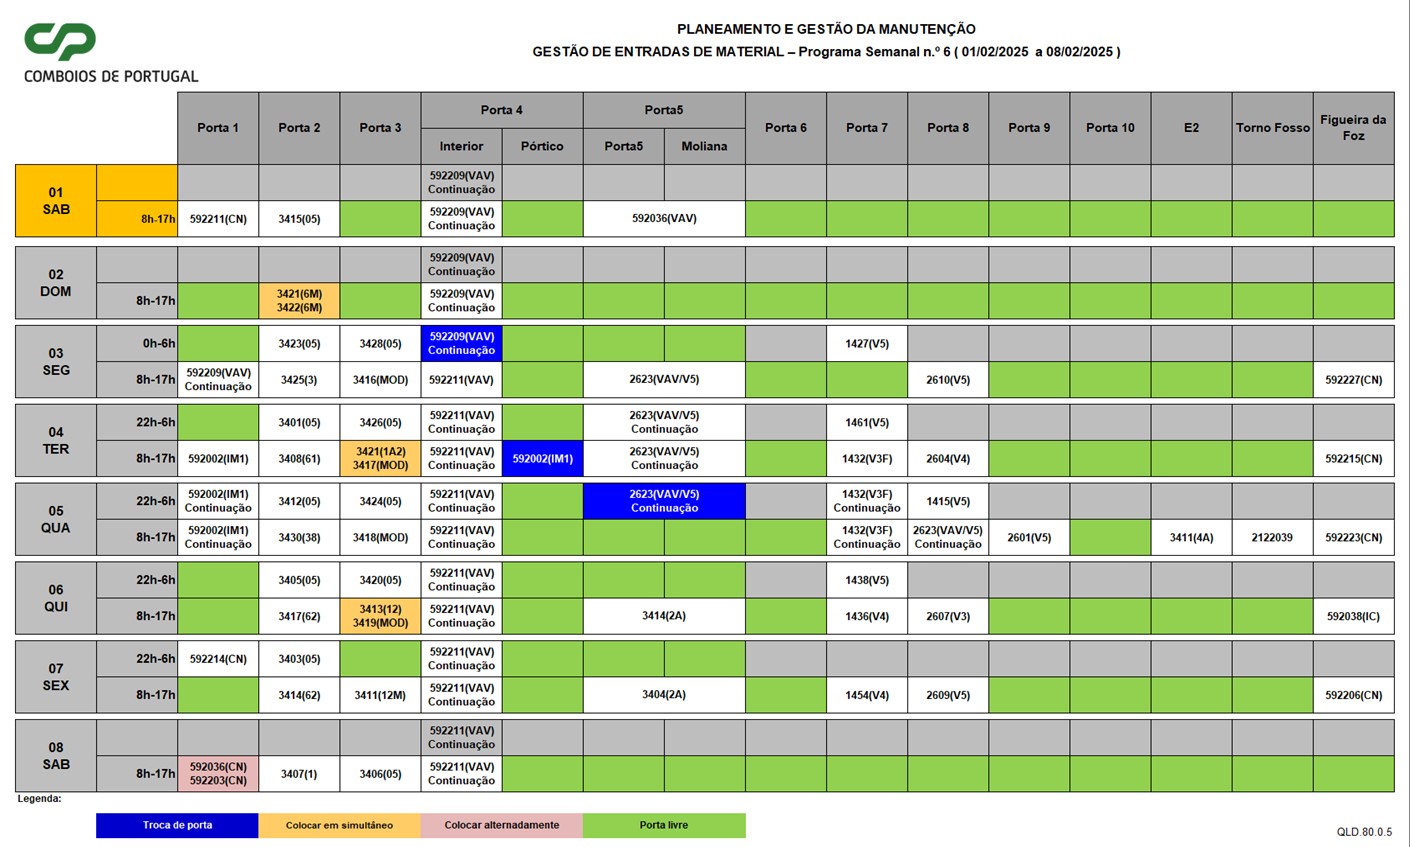 PLANEAMENTO E GESTÃO DA MANUTENÇÃO
GESTÃO DE ENTRADAS DE MATERIAL – Programa Semanal n.º 6 ( 01/02/2025 a 08/02/2025 )
COMBOIOS DE PORTUGAL
Porta 1 Porta 2 Porta 3 Porta 4 Porta5 Porta 6 Porta 7 Porta 8 Porta 9 Porta 10 E2 Torno Fosso Figueira da Foz
Interior Pórtico Porta5 Moliana
01 SAB
592209(VAV) Continuação
8h-17h 592211(CN) 3415(05) 592209(VAV) Continuação 592036(VAV)
02 DOM
592209(VAV) Continuação
8h-17h 3421(6M) 3422(6M) 592209(VAV) Continuação
03 SEG
0h-6h 3423(05) 3428(05) 592209(VAV) Continuação 1427(V5)
8h-17h 592209(VAV) Continuação 3425(3) 3416(MOD) 592211(VAV) 2623(VAV/V5) 2610(V5) 592227(CN)
04 TER
22h-6h 3401(05) 3426(05) 592211(VAV) Continuação 2623(VAV/V5) Continuação 1461(V5)
8h-17h 592002(IM1) 3408(61) 3421(1A2) 3417(MOD) 592211(VAV) Continuação 592002(IM1) 2623(VAV/V5) Continuação 1432(V3F) 2604(V4) 592215(CN)
05 QUA
22h-6h 592002(IM1) Continuação 3412(05) 3424(05) 592211(VAV) Continuação 2623(VAV/V5) Continuação 1432(V3F) Continuação 1415(V5)
8h-17h 592002(IM1) Continuação 3430(38) 3418(MOD) 592211(VAV) Continuação 1432(V3F) Continuação 2623(VAV/V5) Continuação 2601(V5) 3411(4A) 2122039 592223(CN)
06 QUI
22h-6h 3405(05) 3420(05) 592211(VAV) Continuação 1438(V5)
8h-17h 3417(62) 3413(12) 3419(MOD) 592211(VAV) Continuação 3414(2A) 1436(V4) 2607(V3) 592038(IC)
07 SEX
22h-6h 592214(CN) 3403(05) 592211(VAV) Continuação
8h-17h 3414(62) 3411(12M) 592211(VAV) Continuação 3404(2A) 1454(V4) 2609(V5) 592206(CN)
08 SAB
592211(VAV) Continuação
8h-17h 592036(CN) 592203(CN) 3407(1) 3406(05) 592211(VAV) Continuação
Legenda:
Troca de porta Colocar em simultâneo Colocar alternadamente Porta livre
QLD.80.0.5